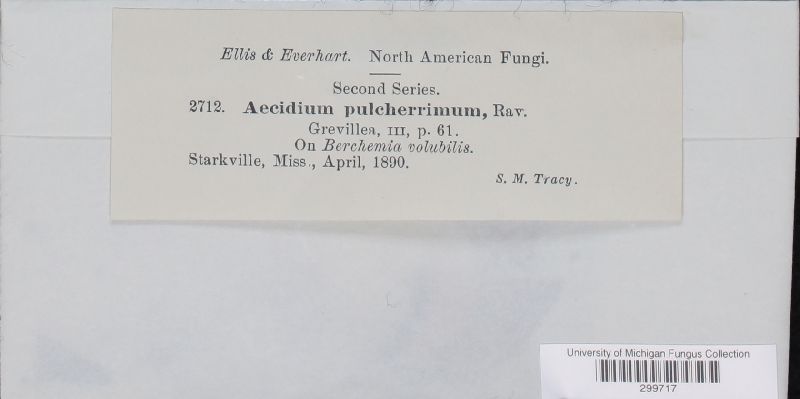 Ellis & Everhart. North American Fungi.
Second Series.
2712. Aecidium pulcherrimum, Rav.
Grevillea, III, p. 61.
On Berchemia volubilis.
Starkville, Miss., April, 1890.
S. M. Tracy.
University of Michigan Fungus Collection
299717